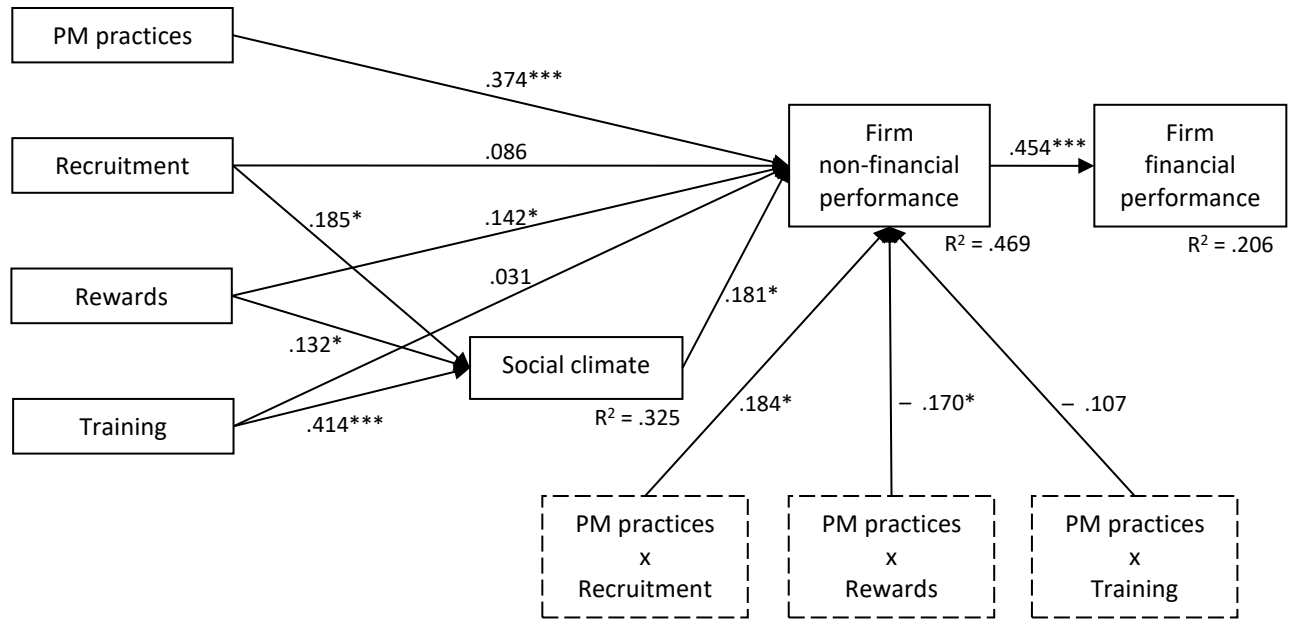 PM practices
.374***
Recruitment
.086
.185*
Rewards
.142*
.132*
.031
Training
.414***
Social climate
R² = .325
.181*
Firm
non-financial
performance
R² = .469
.454***
Firm
financial
performance
R² = .206
.184*
– .170*
– .107
PM practices
x
Recruitment
PM practices
x
Rewards
PM practices
x
Training